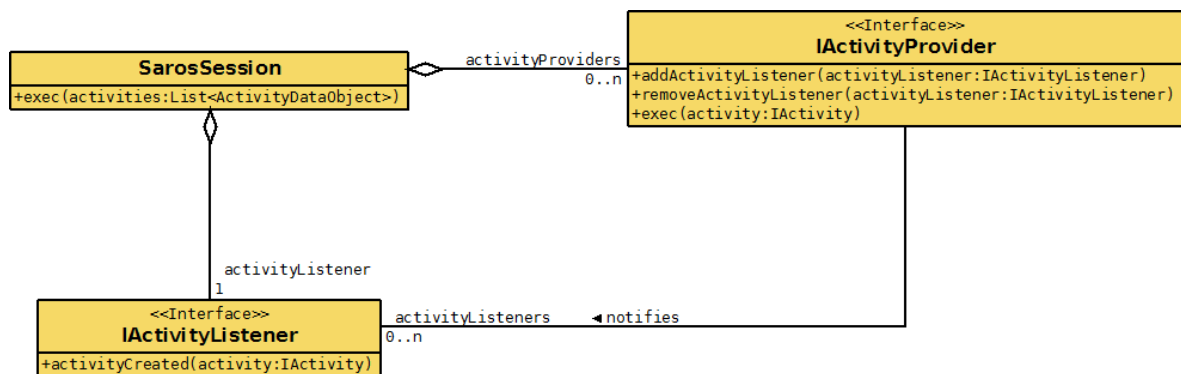 SarosSession
+exec(activities:List<ActivityDataObject>)
activityProviders
0..n
<<Interface>>
IActivityProvider
+addActivityListener(activityListener:IActivityListener)
+removeActivityListener(activityListener:IActivityListener)
+exec(activity:IActivity)
activityListener
1
<<Interface>>
IActivityListener
+activityCreated(activity:IActivity)
activityListeners
0..n
◄ notifies